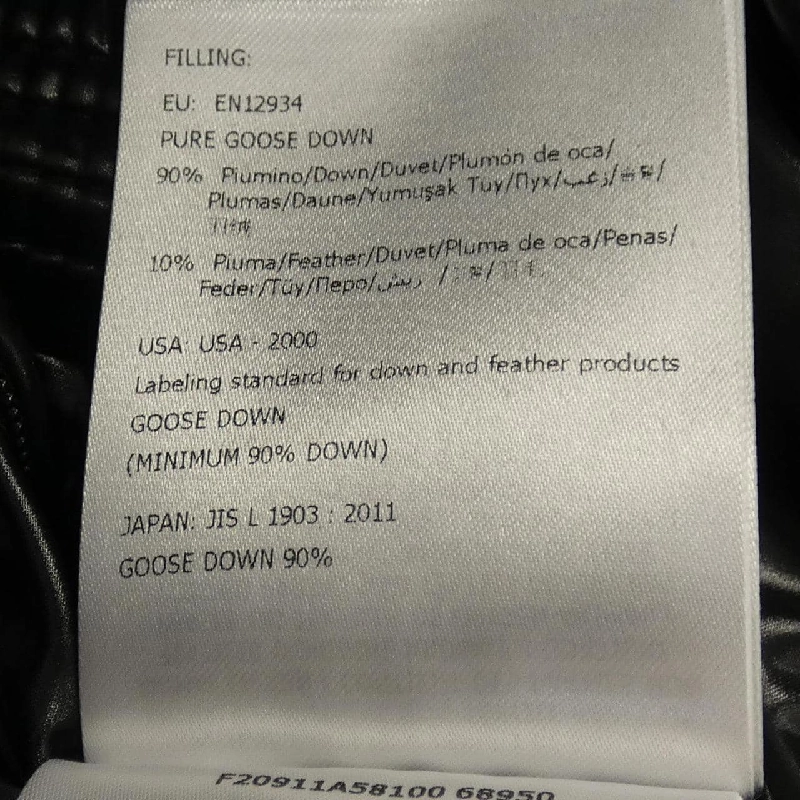 FILLING:
EU: EN12934
PURE GOOSE DOWN
90% Piumino/Down/Duvet/Plumón de oca/
Plumas/Daune/Yumuşak Tüy/Пух/زغب/
10% Piuma/Feather/Duvet/Pluma de oca/Penas/
Feder/Tüy/Перо/ريش /
USA: USA - 2000
Labeling standard for down and feather products
GOOSE DOWN
(MINIMUM 90% DOWN)
JAPAN: JIS L 1903 : 2011
GOOSE DOWN 90%
F20911A58100 68950